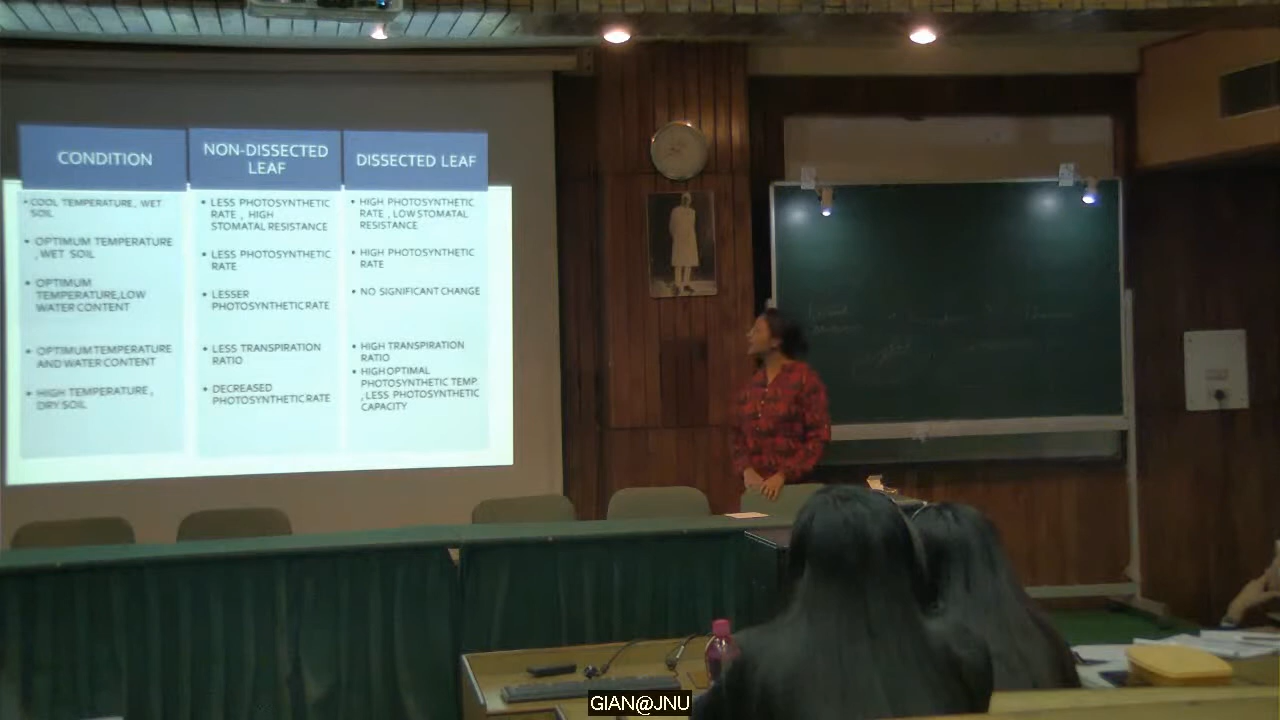 CONDITION
NON-DISSECTED
LEAF
DISSECTED LEAF
• COOL TEMPERATURE, WET
SOIL
• LESS PHOTOSYNTHETIC
RATE , HIGH
STOMATAL RESISTANCE
• HIGH PHOTOSYNTHETIC
RATE , LOW STOMATAL
RESISTANCE
• OPTIMUM TEMPERATURE
, WET SOIL
• LESS PHOTOSYNTHETIC
RATE
• HIGH PHOTOSYNTHETIC
RATE
• OPTIMUM
TEMPERATURE,LOW
WATER CONTENT
• LESSER
PHOTOSYNTHETIC RATE
• NO SIGNIFICANT CHANGE
• OPTIMUM TEMPERATURE
AND WATER CONTENT
• LESS TRANSPIRATION
RATIO
• HIGH TRANSPIRATION
RATIO
• HIGH TEMPERATURE ,
DRY SOIL
• DECREASED
PHOTOSYNTHETIC RATE
• HIGH OPTIMAL
PHOTOSYNTHETIC TEMP.
, LESS PHOTOSYNTHETIC
CAPACITY
GIAN@JNU